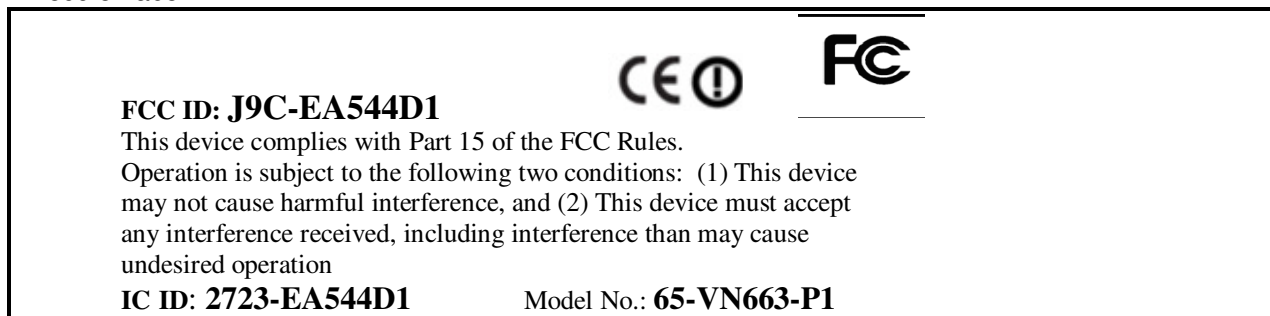 CE FC
FCC ID: J9C-EA544D1
This device complies with Part 15 of the FCC Rules.
Operation is subject to the following two conditions:  (1) This device
may not cause harmful interference, and (2) This device must accept
any interference received, including interference than may cause
undesired operation
IC ID: 2723-EA544D1 Model No.: 65-VN663-P1